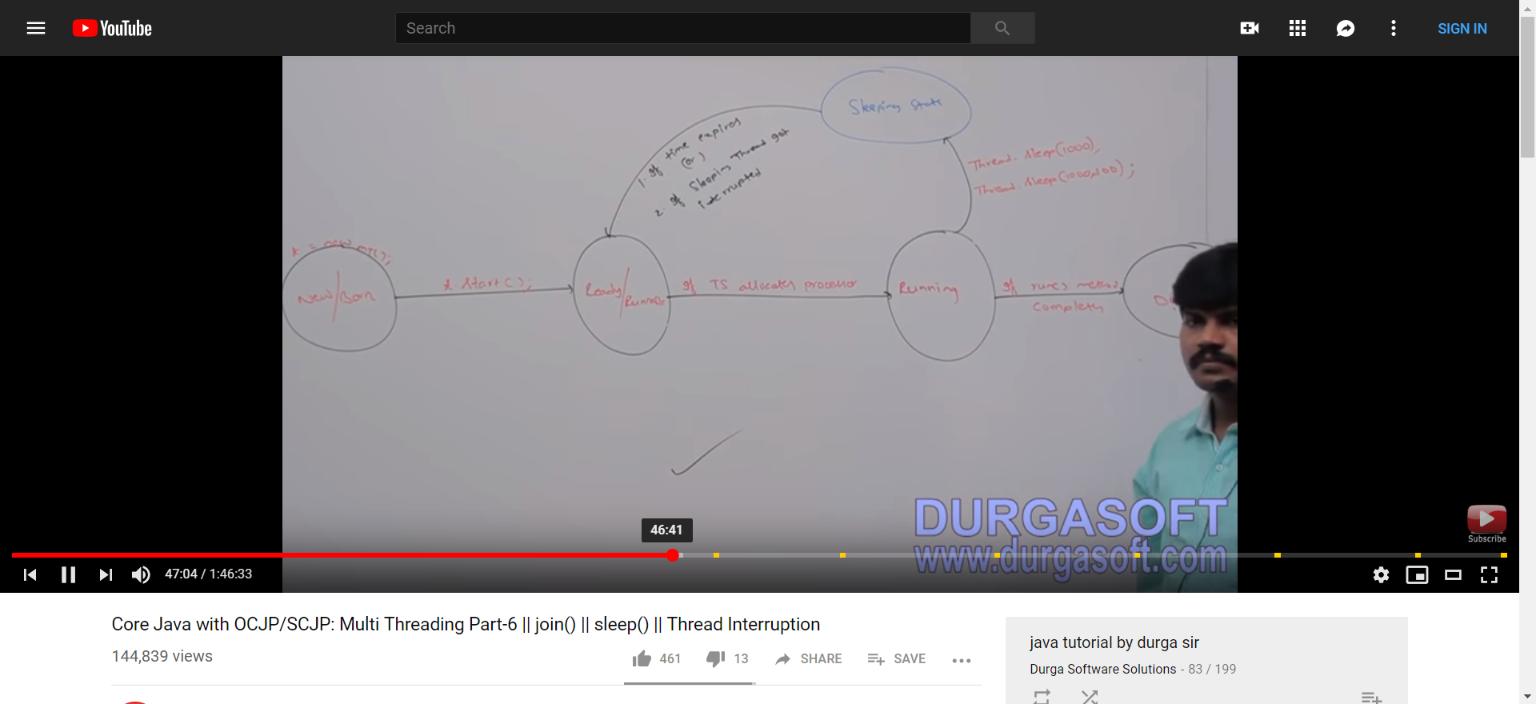 YouTube
Search
SIGN IN
Sleeping State
1. If time expires
(or)
2. If Sleeping Thread got
interrupted
Thread.sleep(1000);
Thread.sleep(1000,100);
t = new MT();
New/Born
t.start();
Ready/
Runnable
If TS allocates processor
Running
If run() method
completes
DURGASOFT
www.durgasoft.com
Subscribe
46:41
47:04 / 1:46:33
Core Java with OCJP/SCJP: Multi Threading Part-6 || join() || sleep() || Thread Interruption
144,839 views
461
13
SHARE
SAVE
java tutorial by durga sir
Durga Software Solutions - 83 / 199